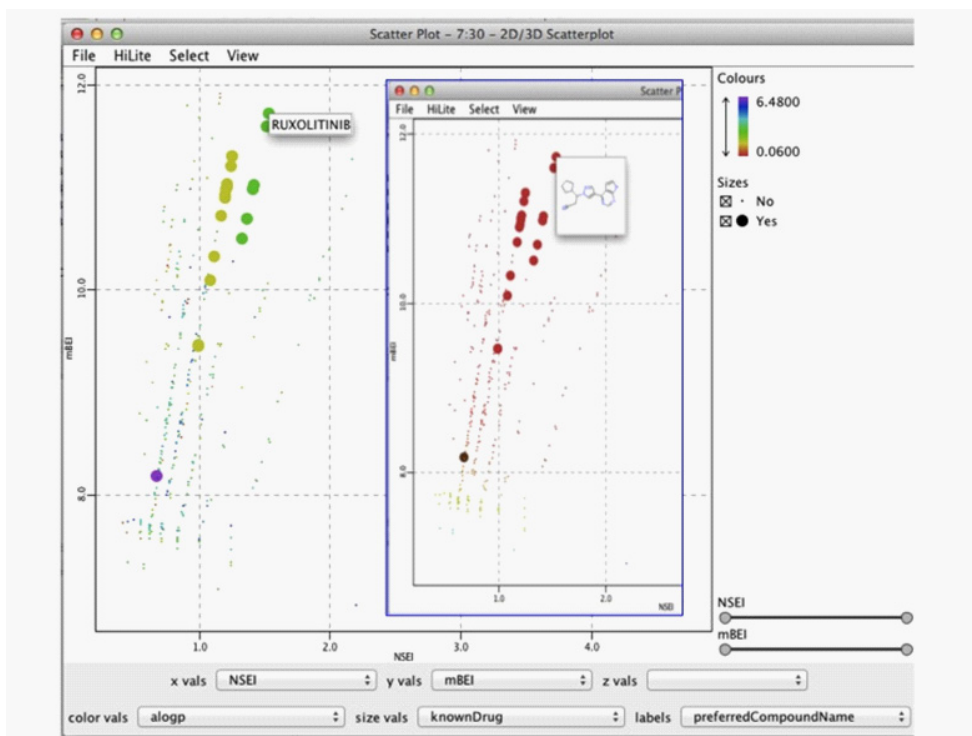 Scatter Plot - 7:30 - 2D/3D Scatterplot
File HiLite Select View
12.0
10.0
8.0
mBEI
1.0 2.0 3.0 4.0
NSEI
RUXOLITINIB
Scatter P
File HiLite Select View
12.0
10.0
8.0
mBEI
1.0 2.0
NSEI
Colours
6.4800
0.0600
Sizes
No
Yes
NSEI
mBEI
x vals NSEI y vals mBEI z vals
color vals alogp size vals knownDrug labels preferredCompoundName